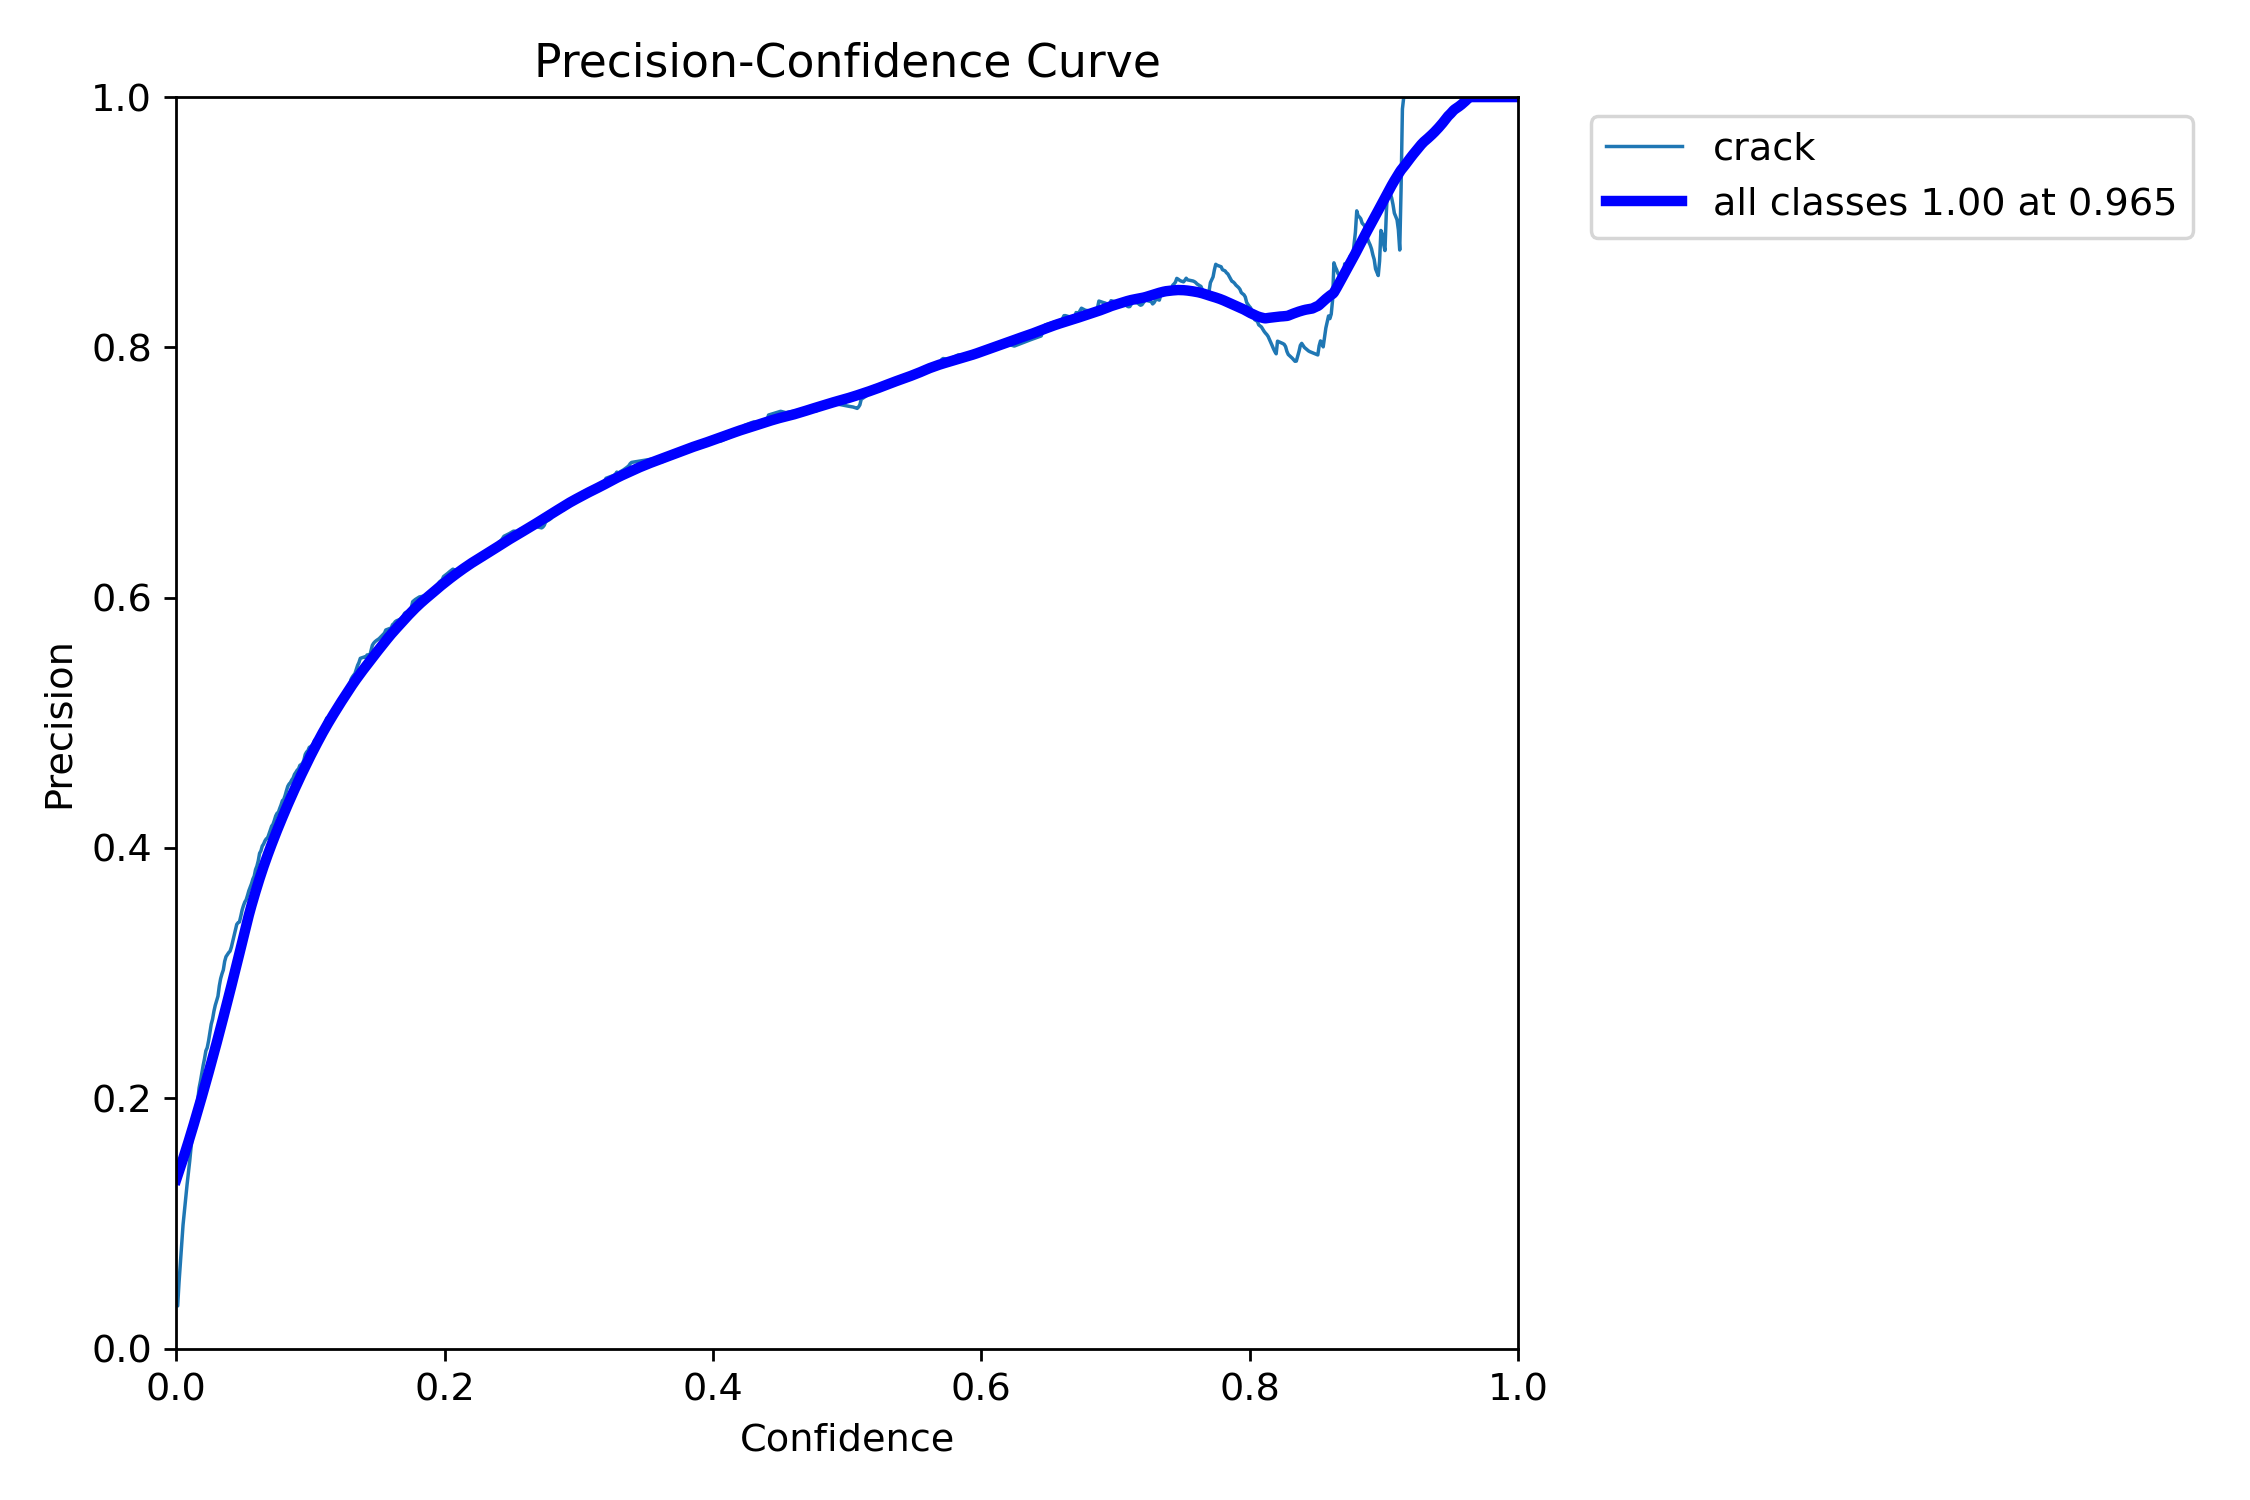 Precision-Confidence Curve
crack
all classes 1.00 at 0.965
Precision
1.0
0.8
0.6
0.4
0.2
0.0
0.0 0.2 0.4 0.6 0.8 1.0
Confidence